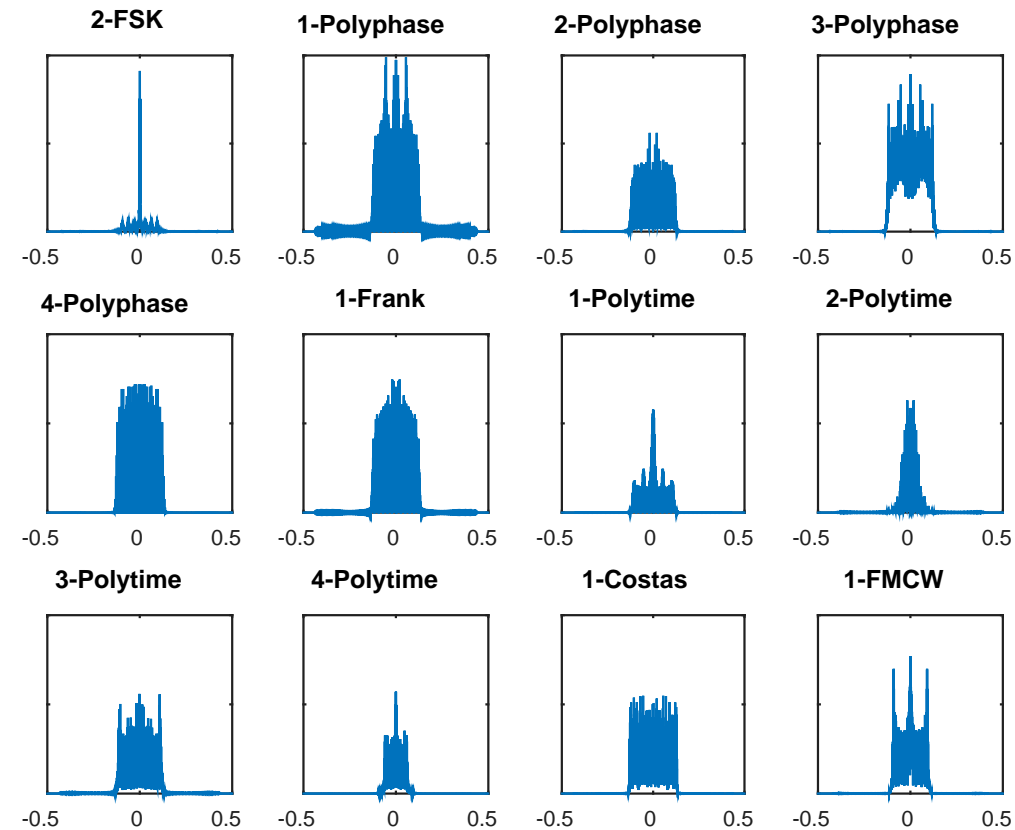 2-FSK
1-Polyphase
2-Polyphase
3-Polyphase
-0.5 0 0.5
-0.5 0 0.5
-0.5 0 0.5
-0.5 0 0.5
4-Polyphase
1-Frank
1-Polytime
2-Polytime
-0.5 0 0.5
-0.5 0 0.5
-0.5 0 0.5
-0.5 0 0.5
3-Polytime
4-Polytime
1-Costas
1-FMCW
-0.5 0 0.5
-0.5 0 0.5
-0.5 0 0.5
-0.5 0 0.5